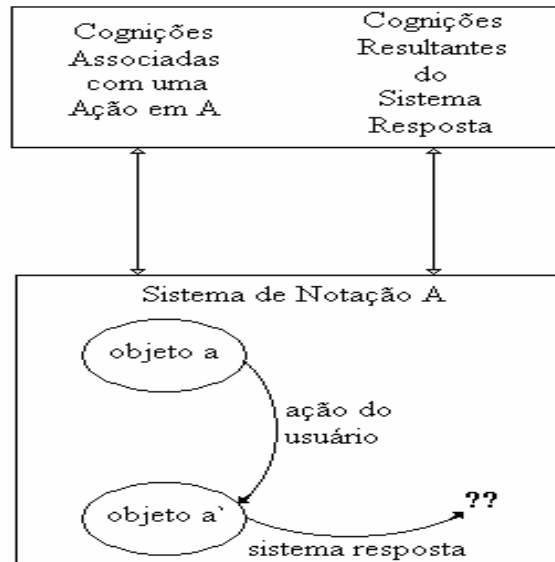 Cognições
Associadas
com uma
Ação em A
Cognições
Resultantes
do
Sistema
Resposta
Sistema de Notação A
objeto a
ação do
usuário
objeto a`
??
sistema resposta